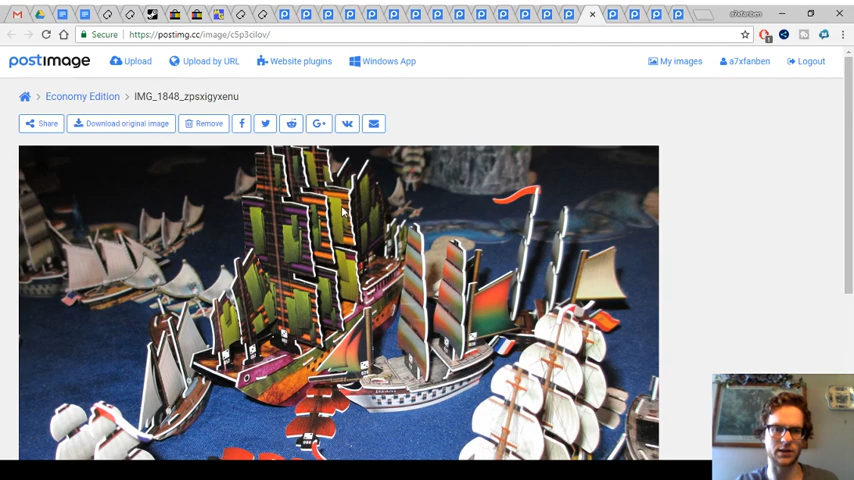 Secure
https://postimg.cc/image/c5p3cilov/
a7xfanben
postimage
Upload
Upload by URL
Website plugins
Windows App
My images
a7xfanben
Logout
Economy Edition
IMG_1848_zpsxigyxenu
Share
Download original image
Remove